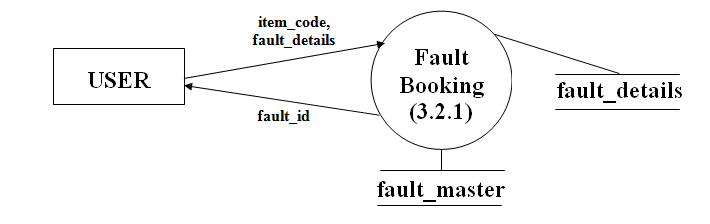 item_code,
fault_details
USER
Fault
Booking
(3.2.1)
fault_details
fault_id
fault_master